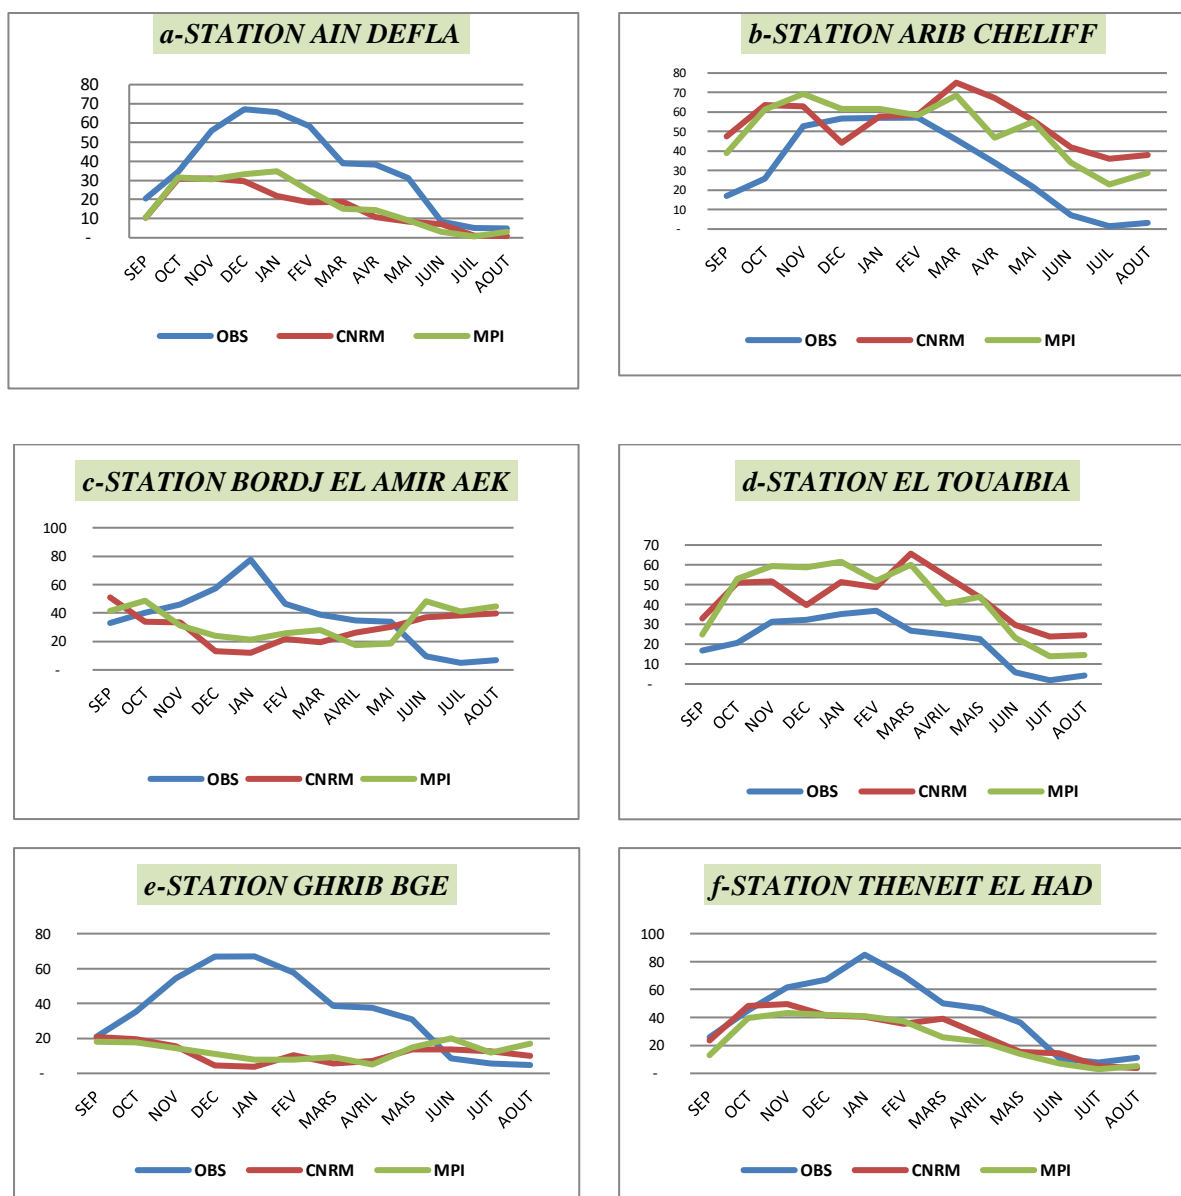 a-STATION AIN DEFLA
80
70
60
50
40
30
20
10
-
SEP OCT NOV DEC JAN FEV MAR AVR MAI JUIN JUIL AOUT
OBS CNRM MPI
b-STATION ARIB CHELIFF
80
70
60
50
40
30
20
10
-
SEP OCT NOV DEC JAN FEV MAR AVR MAI JUIN JUIL AOUT
OBS CNRM MPI
c-STATION BORDJ EL AMIR AEK
100
80
60
40
20
-
SEP OCT NOV DEC JAN FEV MAR AVRIL MAI JUIN JUIL AOUT
OBS CNRM MPI
d-STATION EL TOUAIBIA
70
60
50
40
30
20
10
-
SEP OCT NOV DEC JAN FEV MARS AVRIL MAIS JUIN JUIT AOUT
OBS CNRM MPI
e-STATION GHRIB BGE
80
60
40
20
-
SEP OCT NOV DEC JAN FEV MARS AVRIL MAIS JUIN JUIT AOUT
OBS CNRM MPI
f-STATION THENEIT EL HAD
100
80
60
40
20
-
SEP OCT NOV DEC JAN FEV MARS AVRIL MAIS JUIN JUIT AOUT
OBS CNRM MPI